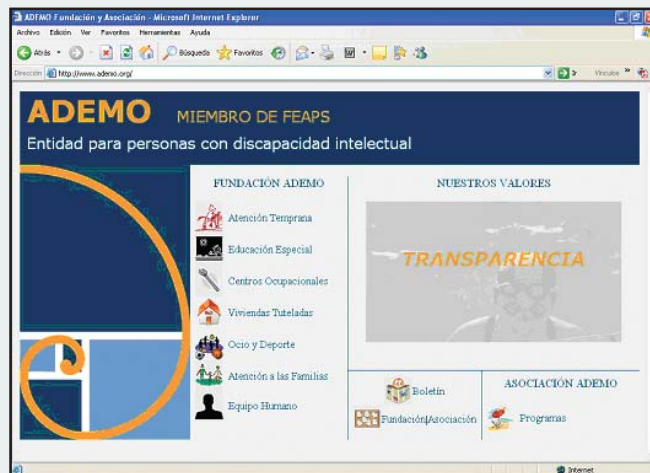 ADEMO Fundación y Asociación - Microsoft Internet Explorer
Archivo Edición Ver Favoritos Herramientas Ayuda
Atrás Búsqueda Favoritos
Dirección http://www.ademo.org/ Ir Vínculos
ADEMO MIEMBRO DE FEAPS
Entidad para personas con discapacidad intelectual
FUNDACIÓN ADEMO
Atención Temprana
Educación Especial
Centros Ocupacionales
Viviendas Tuteladas
Ocio y Deporte
Atención a las Familias
Equipo Humano
NUESTROS VALORES
TRANSPARENCIA
Boletín
Fundación|Asociación
ASOCIACIÓN ADEMO
Programas
Internet